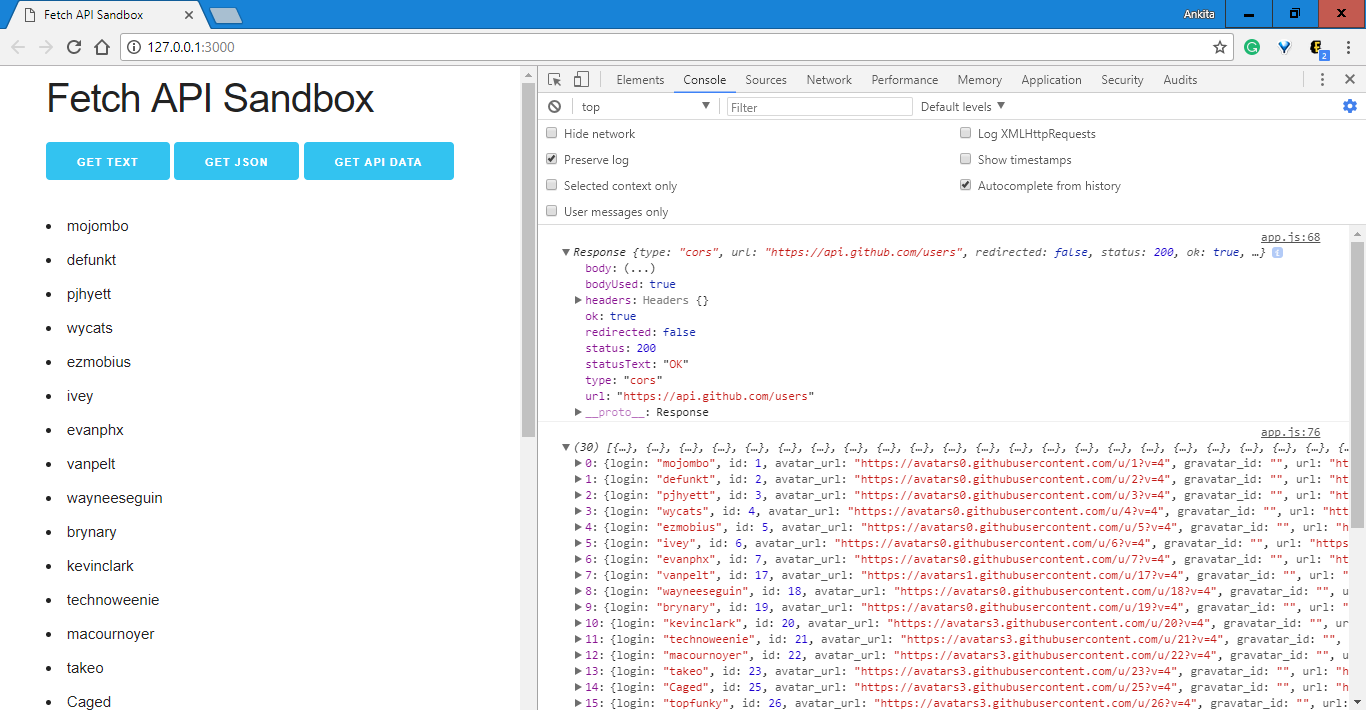 Fetch API Sandbox
Ankita
127.0.0.1:3000
2
Fetch API Sandbox
GET TEXT GET JSON GET API DATA
mojombo
defunkt
pjhyett
wycats
ezmobius
ivey
evanphx
vanpelt
wayneeseguin
brynary
kevinclark
technoweenie
macournoyer
takeo
Caged
Elements Console Sources Network Performance Memory Application Security Audits
top Filter Default levels
Hide network Log XMLHttpRequests
Preserve log Show timestamps
Selected context only Autocomplete from history
User messages only
app.js:68
Response {type: "cors", url: "https://api.github.com/users", redirected: false, status: 200, ok: true, …}
body: (...)
bodyUsed: true
headers: Headers {}
ok: true
redirected: false
status: 200
statusText: "OK"
type: "cors"
url: "https://api.github.com/users"
__proto__: Response
app.js:76
(30) [{…}, {…}, {…}, {…}, {…}, {…}, {…}, {…}, {…}, {…}, {…}, {…}, {…}, {…}, {…}, {…}, {…}, {…}, {…}, {…}, {…}, {…}, {…
0: {login: "mojombo", id: 1, avatar_url: "https://avatars0.githubusercontent.com/u/1?v=4", gravatar_id: "", url: "ht
1: {login: "defunkt", id: 2, avatar_url: "https://avatars0.githubusercontent.com/u/2?v=4", gravatar_id: "", url: "ht
2: {login: "pjhyett", id: 3, avatar_url: "https://avatars0.githubusercontent.com/u/3?v=4", gravatar_id: "", url: "ht
3: {login: "wycats", id: 4, avatar_url: "https://avatars0.githubusercontent.com/u/4?v=4", gravatar_id: "", url: "htt
4: {login: "ezmobius", id: 5, avatar_url: "https://avatars0.githubusercontent.com/u/5?v=4", gravatar_id: "", url: "h
5: {login: "ivey", id: 6, avatar_url: "https://avatars0.githubusercontent.com/u/6?v=4", gravatar_id: "", url: "https
6: {login: "evanphx", id: 7, avatar_url: "https://avatars0.githubusercontent.com/u/7?v=4", gravatar_id: "", url: "ht
7: {login: "vanpelt", id: 17, avatar_url: "https://avatars1.githubusercontent.com/u/17?v=4", gravatar_id: "", url: "
8: {login: "wayneeseguin", id: 18, avatar_url: "https://avatars0.githubusercontent.com/u/18?v=4", gravatar_id: "", u
9: {login: "brynary", id: 19, avatar_url: "https://avatars0.githubusercontent.com/u/19?v=4", gravatar_id: "", url: "
10: {login: "kevinclark", id: 20, avatar_url: "https://avatars3.githubusercontent.com/u/20?v=4", gravatar_id: "", ur
11: {login: "technoweenie", id: 21, avatar_url: "https://avatars3.githubusercontent.com/u/21?v=4", gravatar_id: "",
12: {login: "macournoyer", id: 22, avatar_url: "https://avatars3.githubusercontent.com/u/22?v=4", gravatar_id: "", u
13: {login: "takeo", id: 23, avatar_url: "https://avatars3.githubusercontent.com/u/23?v=4", gravatar_id: "", url: "h
14: {login: "Caged", id: 25, avatar_url: "https://avatars3.githubusercontent.com/u/25?v=4", gravatar_id: "", url: "h
15: {login: "topfunky", id: 26, avatar_url: "https://avatars3.githubusercontent.com/u/26?v=4", gravatar_id: "", url: